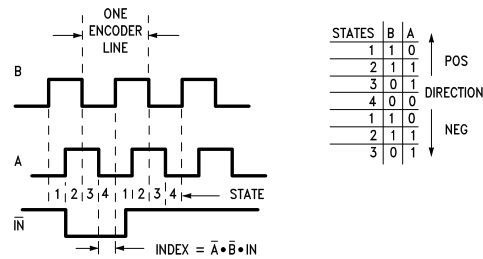 ONE
ENCODER
LINE
B
A
1 2 3 4 1 2 3 4 STATE
I̅N̅
INDEX = A̅•B̅•IN
STATES B A
1 1 0
2 1 1
3 0 1
4 0 0
1 1 0
2 1 1
3 0 1
POS
DIRECTION
NEG